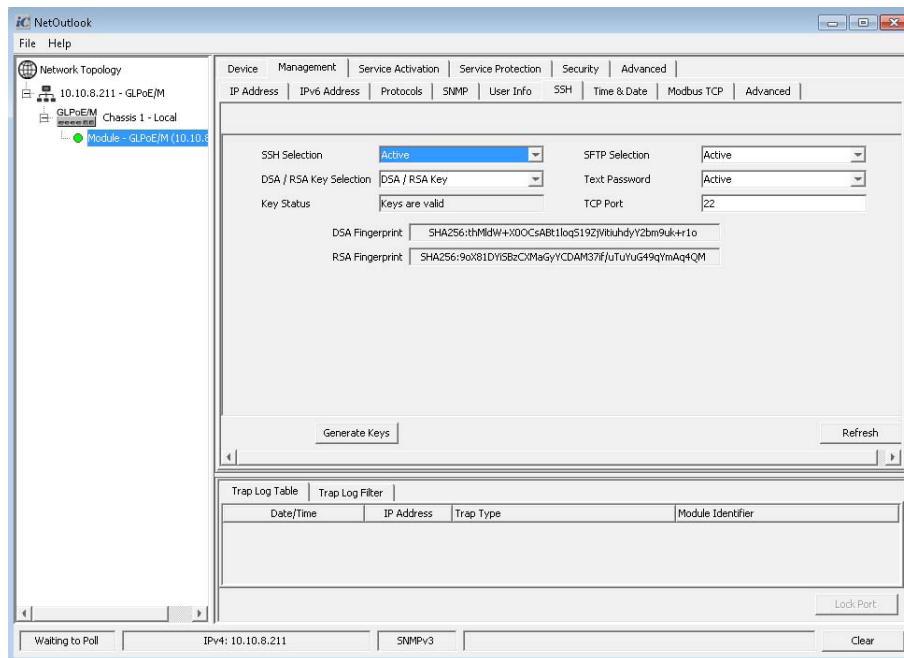 iC NetOutlook
File Help
Network Topology
10.10.8.211 - GLPoE/M
GLPoE/M Chassis 1 - Local
Module - GLPoE/M (10.10.8
Device Management Service Activation Service Protection Security Advanced
IP Address IPv6 Address Protocols SNMP User Info SSH Time & Date Modbus TCP Advanced
SSH Selection Active SFTP Selection Active
DSA / RSA Key Selection DSA / RSA Key Text Password Active
Key Status Keys are valid TCP Port 22
DSA Fingerprint SHA256:thMldW+X0OCsABt1loqS19ZjVitiuhdyY2bm9uk+r1o
RSA Fingerprint SHA256:9oX81DYiSBzCXMaGyYCDAM37if/uTuYuG49qYmAq4QM
Generate Keys Refresh
Trap Log Table Trap Log Filter
Date/Time IP Address Trap Type Module Identifier
Lock Port
Waiting to Poll IPv4: 10.10.8.211 SNMPv3 Clear